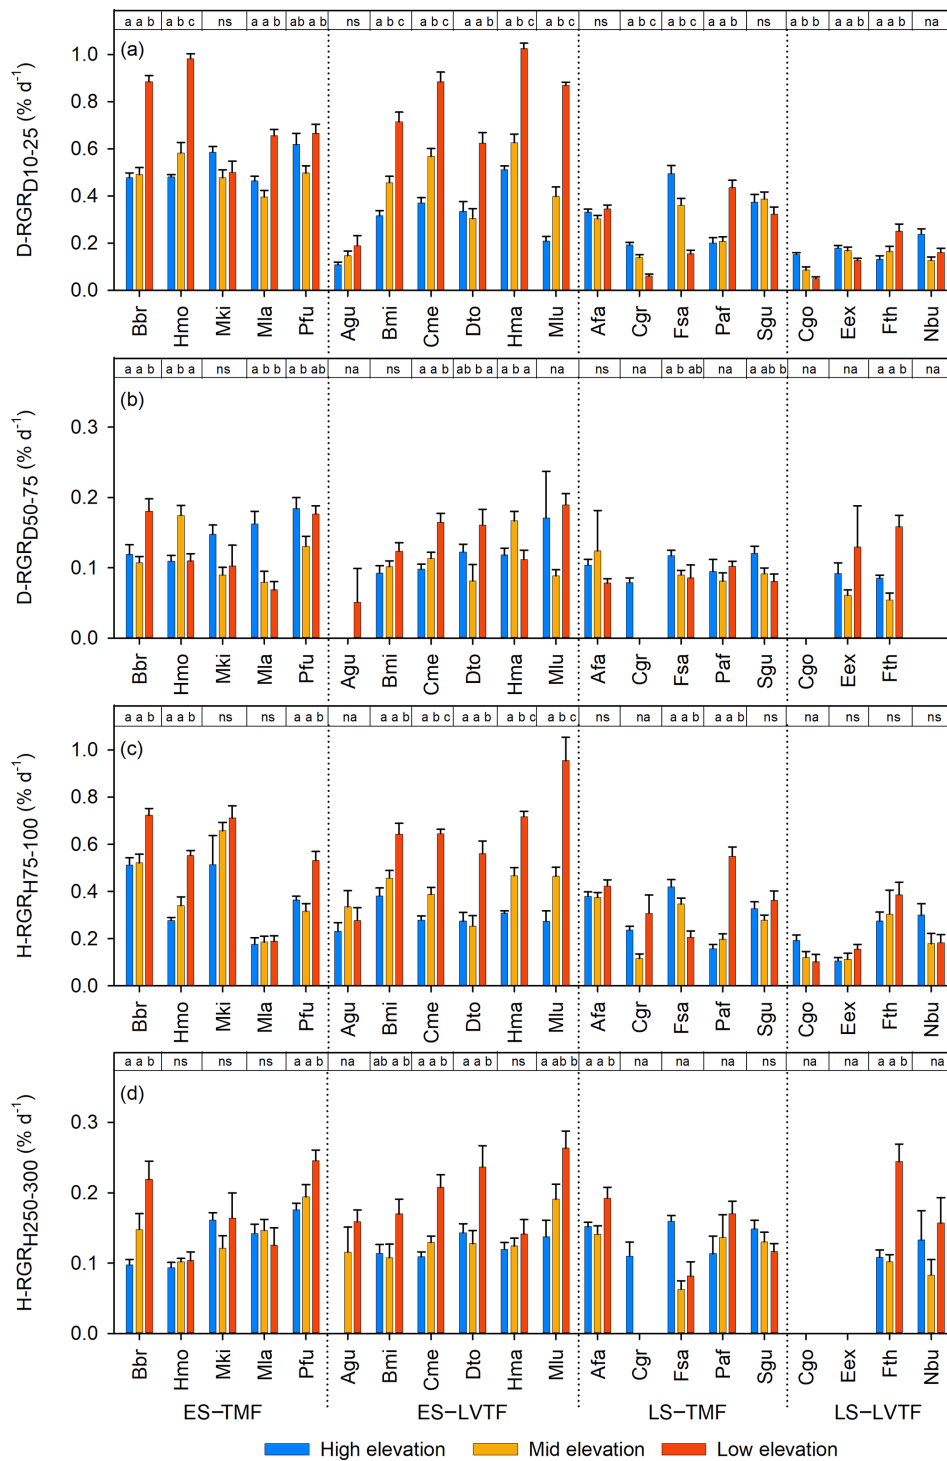 a a b a b a ns a a b ab a b ns a b c a b c a a b a b c a b c ns a b c a b c a a b ns a b b a a b a a b na
(a)
D-RGR D10-25 (% d-1)
1.0
0.8
0.6
0.4
0.2
0.0
Bbr Hmo Mki Mla Pfu Agu Bmi Cme Dto Hma Mlu Afa Cgr Fsa Paf Sgu Cgo Eex Fth Nbu
a a b a b a ns a b b a b ab na ns a a b ab b a a b a na ns na a b ab na a ab b na na a a b na
(b)
D-RGR D50-75 (% d-1)
0.3
0.2
0.1
0.0
Bbr Hmo Mki Mla Pfu Agu Bmi Cme Dto Hma Mlu Afa Cgr Fsa Paf Sgu Cgo Eex Fth Nbu
a a b a a b ns ns a a b na a a b a b c a a b a b c a b c ns na a a b a a b ns na ns ns ns
(c)
H-RGR H75-100 (% d-1)
1.0
0.8
0.6
0.4
0.2
0.0
Bbr Hmo Mki Mla Pfu Agu Bmi Cme Dto Hma Mlu Afa Cgr Fsa Paf Sgu Cgo Eex Fth Nbu
a a b ns ns ns a a b na ab a b a a b a a b ns a ab b a a b na na na ns na na a a b na
(d)
H-RGR H250-300 (% d-1)
0.3
0.2
0.1
0.0
Bbr Hmo Mki Mla Pfu Agu Bmi Cme Dto Hma Mlu Afa Cgr Fsa Paf Sgu Cgo Eex Fth Nbu
ES–TMF ES–LVTF LS–TMF LS–LVTF
High elevation Mid elevation Low elevation